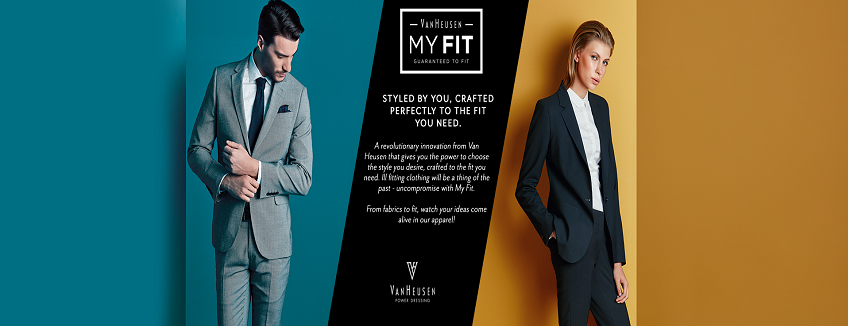 VANHEUSEN
MY FIT
GUARANTEED TO FIT
STYLED BY YOU, CRAFTED
PERFECTLY TO THE FIT
YOU NEED.
A revolutionary innovation from Van
Heusen that gives you the power to choose
the style you desire, crafted to the fit you
need. Ill fitting clothing will be a thing of the
past - uncompromise with My Fit.
From fabrics to fit, watch your ideas come
alive in our apparel!
VANHEUSEN
POWER DRESSING